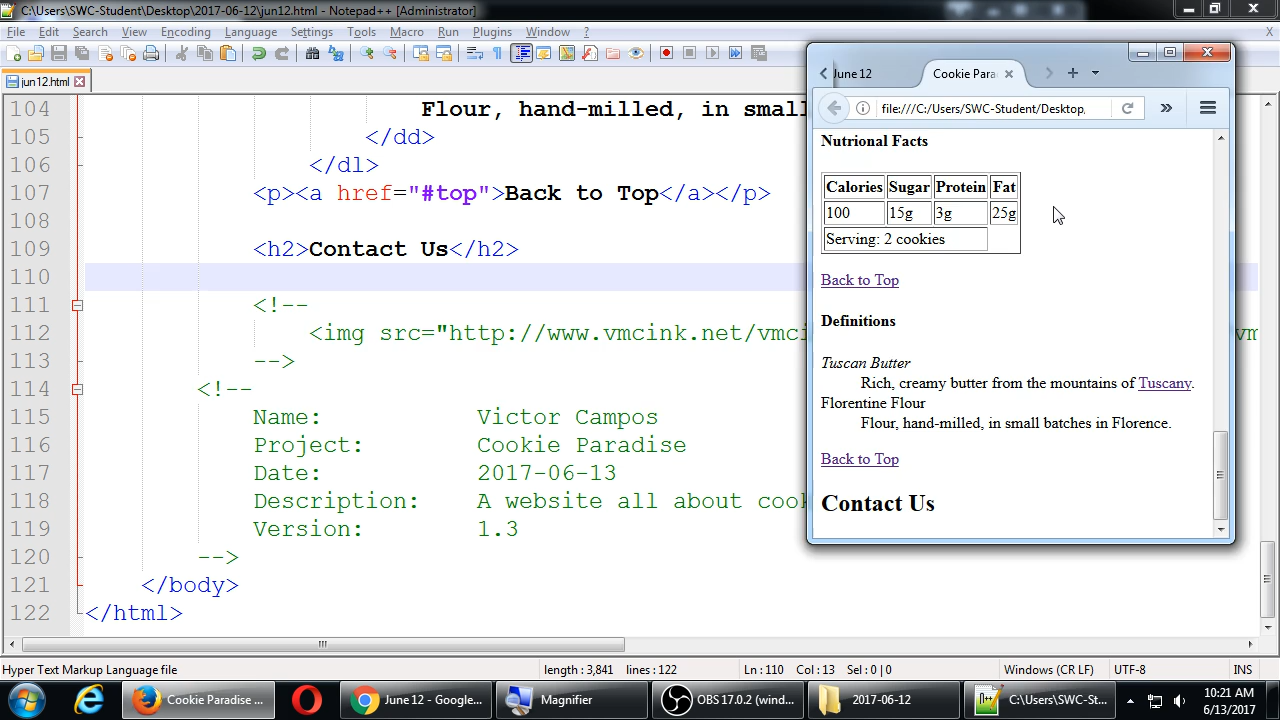 C:\Users\SWC-Student\Desktop\2017-06-12\jun12.html - Notepad++ [Administrator]
File Edit Search View Encoding Language Settings Tools Macro Run Plugins Window ? X
jun12.html
104 Flour, hand-milled, in smal
105 </dd>
106 </dl>
107 <p><a href="#top">Back to Top</a></p>
108
109 <h2>Contact Us</h2>
110
111 <!--
112 <img src="http://www.vmcink.net/vmci vm
113 -->
114 <!--
115 Name: Victor Campos
116 Project: Cookie Paradise
117 Date: 2017-06-13
118 Description: A website all about cook
119 Version: 1.3
120 -->
121 </body>
122 </html>
June 12 Cookie Para
file:///C:/Users/SWC-Student/Desktop,
Nutrional Facts
Calories Sugar Protein Fat
100 15g 3g 25g
Serving: 2 cookies
Back to Top
Definitions
Tuscan Butter
Rich, creamy butter from the mountains of Tuscany.
Florentine Flour
Flour, hand-milled, in small batches in Florence.
Back to Top
Contact Us
Hyper Text Markup Language file length : 3,841 lines : 122 Ln : 110 Col : 13 Sel : 0 | 0 Windows (CR LF) UTF-8 INS
Cookie Paradise ... June 12 - Google... Magnifier OBS 17.0.2 (wind... 2017-06-12 C:\Users\SWC-St... 10:21 AM
6/13/2017